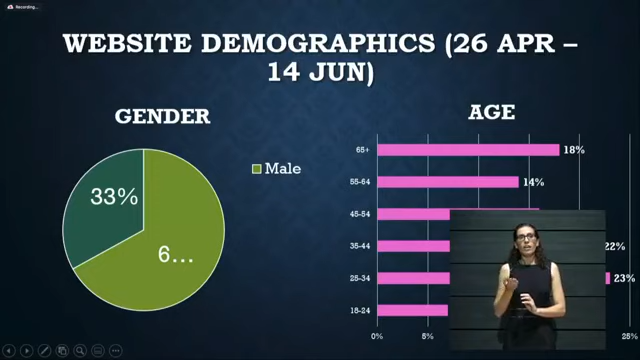 Recording...
WEBSITE DEMOGRAPHICS (26 APR –
14 JUN)
GENDER
33%
6...
Male
AGE
65+
18%
55-64
14%
45-54
35-44
22%
25-34
23%
18-24
0%
5%
25%